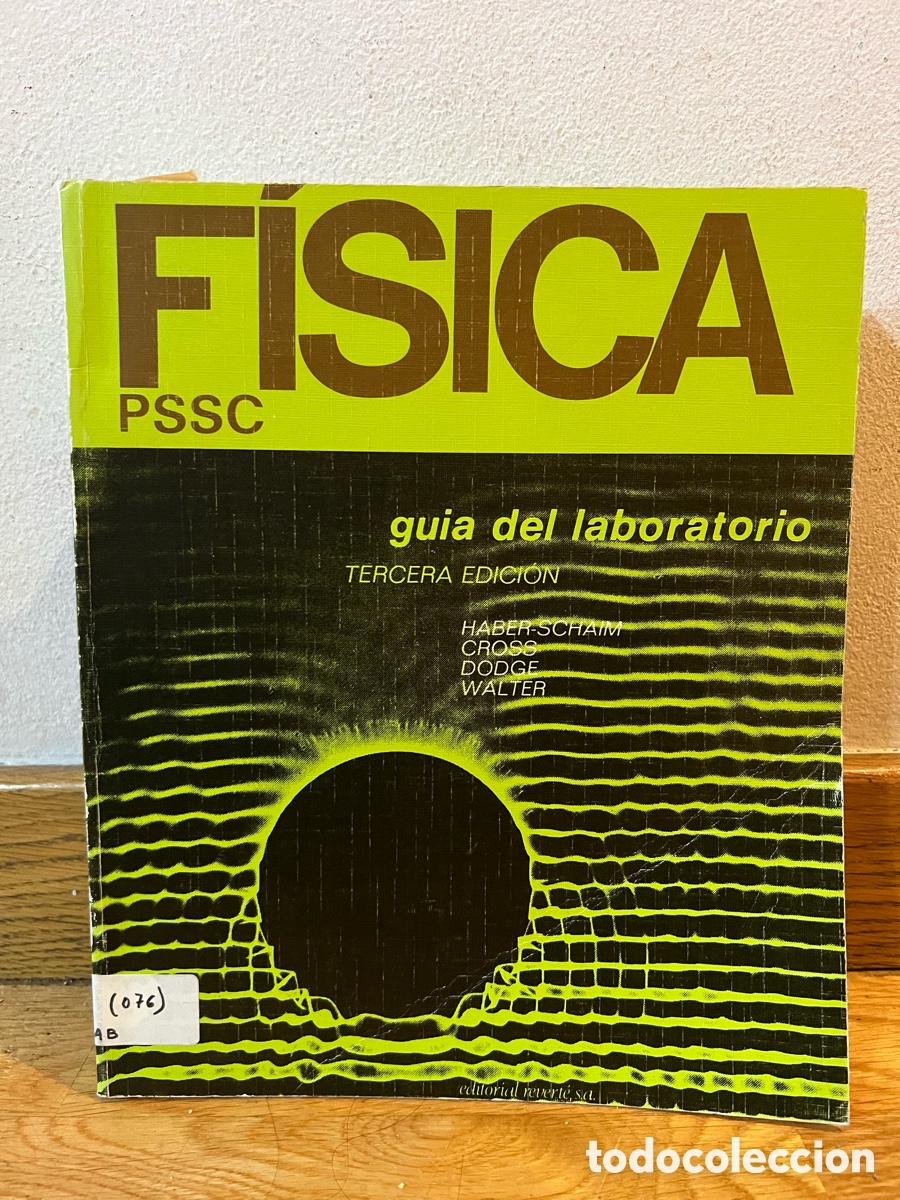 FÍSICA
PSSC
guia del laboratorio
TERCERA EDICIÓN
HABER-SCHAIM
CROSS
DODGE
WALTER
(076)
AB
editorial reverté, s.a.
todocoleccion